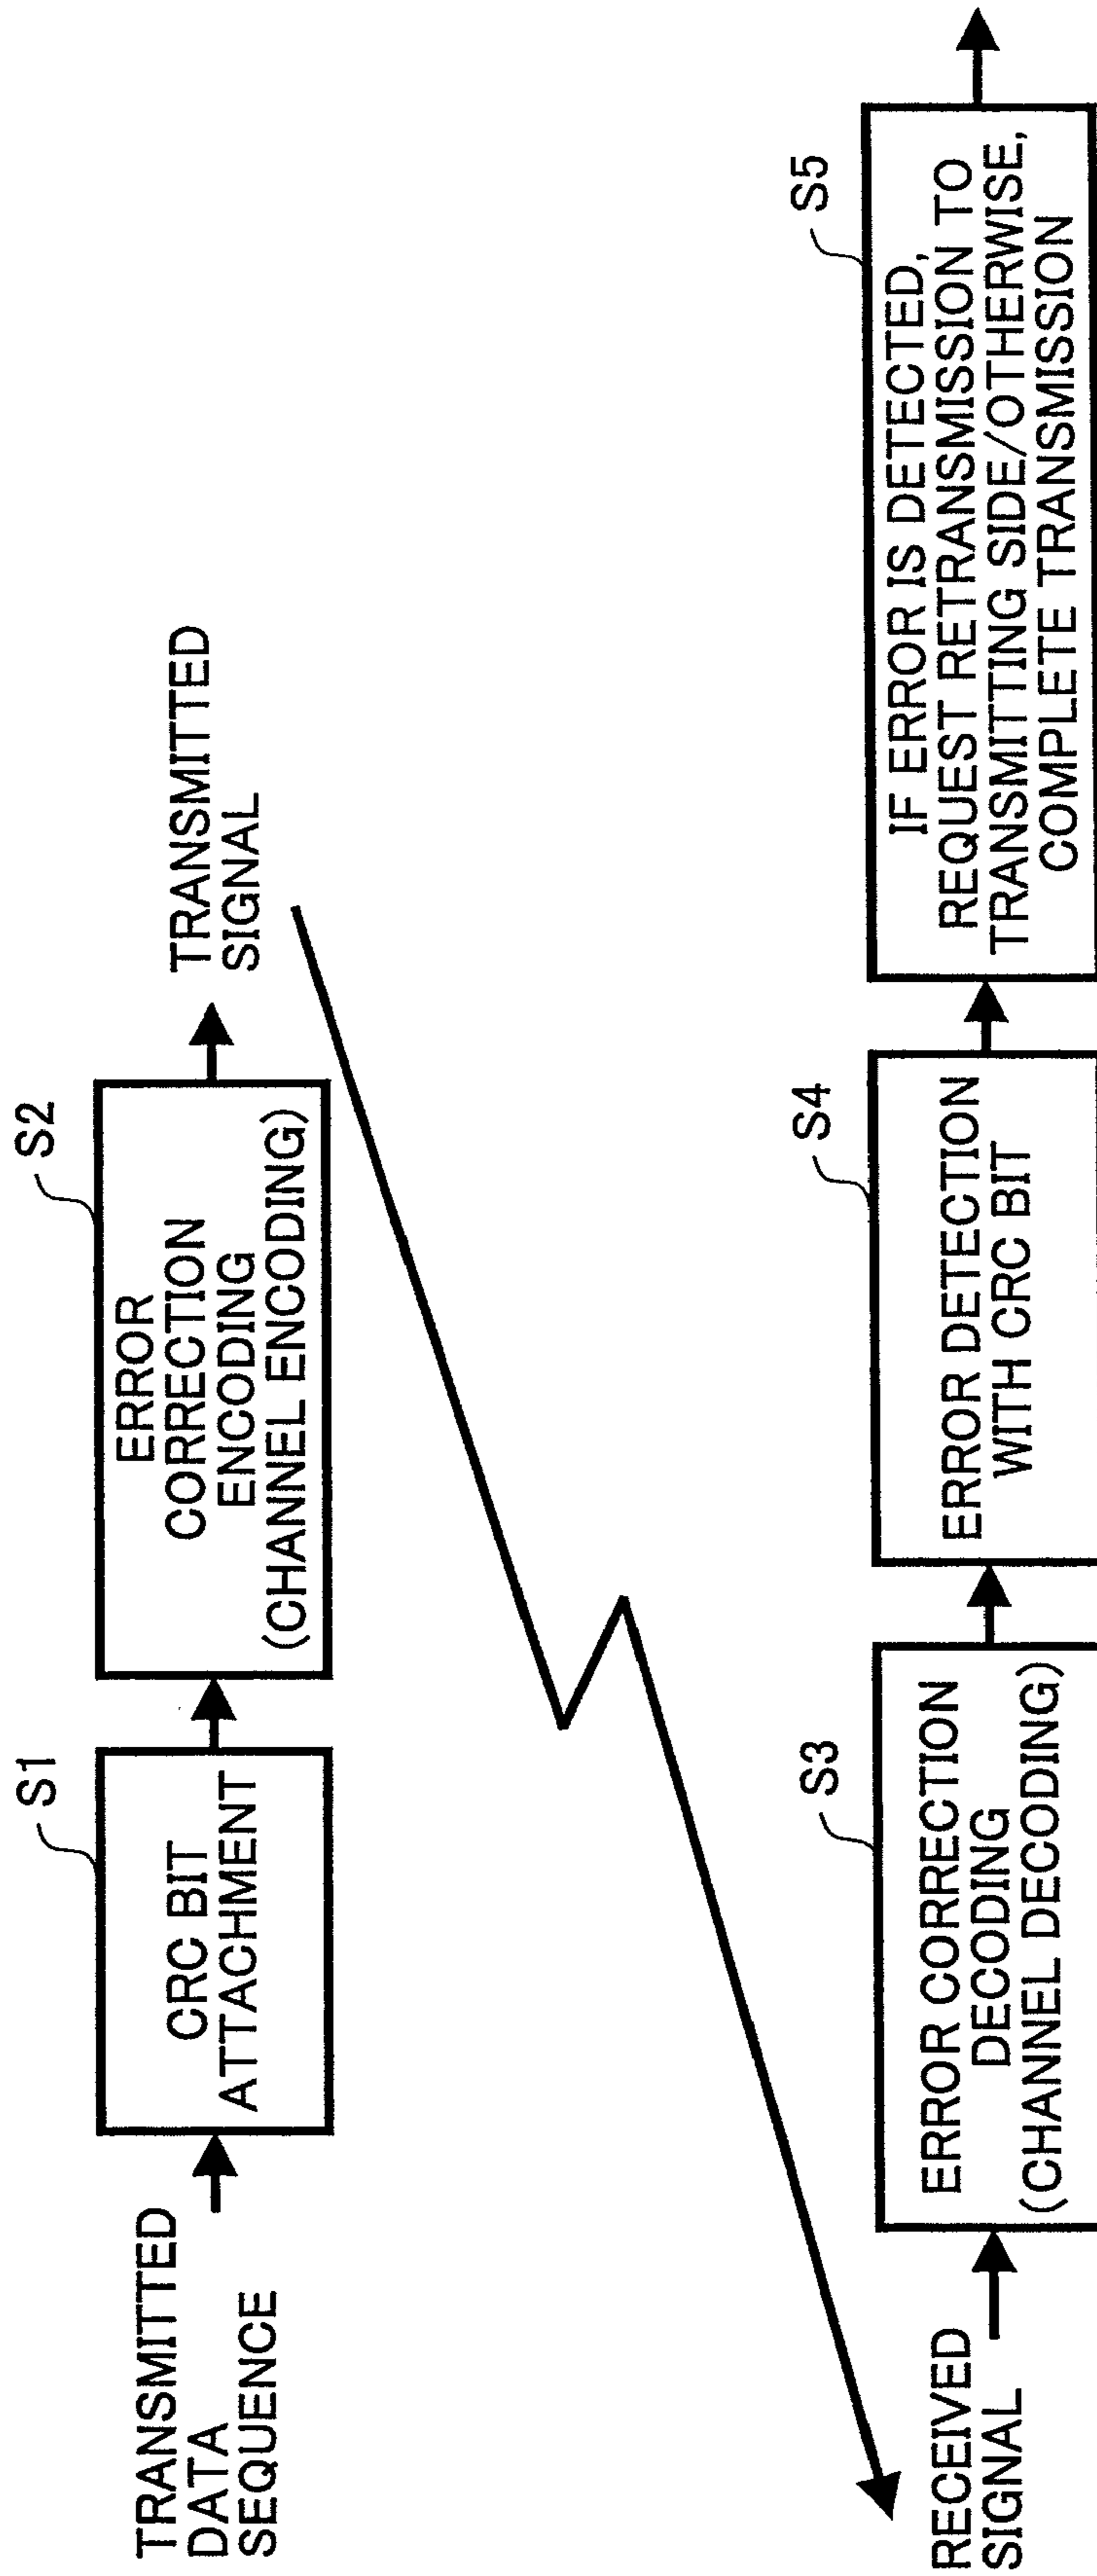 TRANSMITTED
DATA
SEQUENCE
S1
CRC BIT
ATTACHMENT
S2
ERROR
CORRECTION
ENCODING
(CHANNEL ENCODING)
TRANSMITTED
SIGNAL
RECEIVED
SIGNAL
S3
ERROR CORRECTION
DECODING
(CHANNEL DECODING)
S4
ERROR DETECTION
WITH CRC BIT
S5
IF ERROR IS DETECTED,
REQUEST RETRANSMISSION TO
TRANSMITTING SIDE/OTHERWISE,
COMPLETE TRANSMISSION